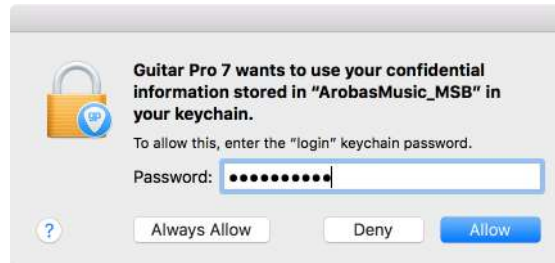 Guitar Pro 7 wants to use your confidential
information stored in “ArobasMusic_MSB” in
your keychain.
To allow this, enter the “login” keychain password.
Password: ●●●●●●●●●●
? Always Allow Deny Allow